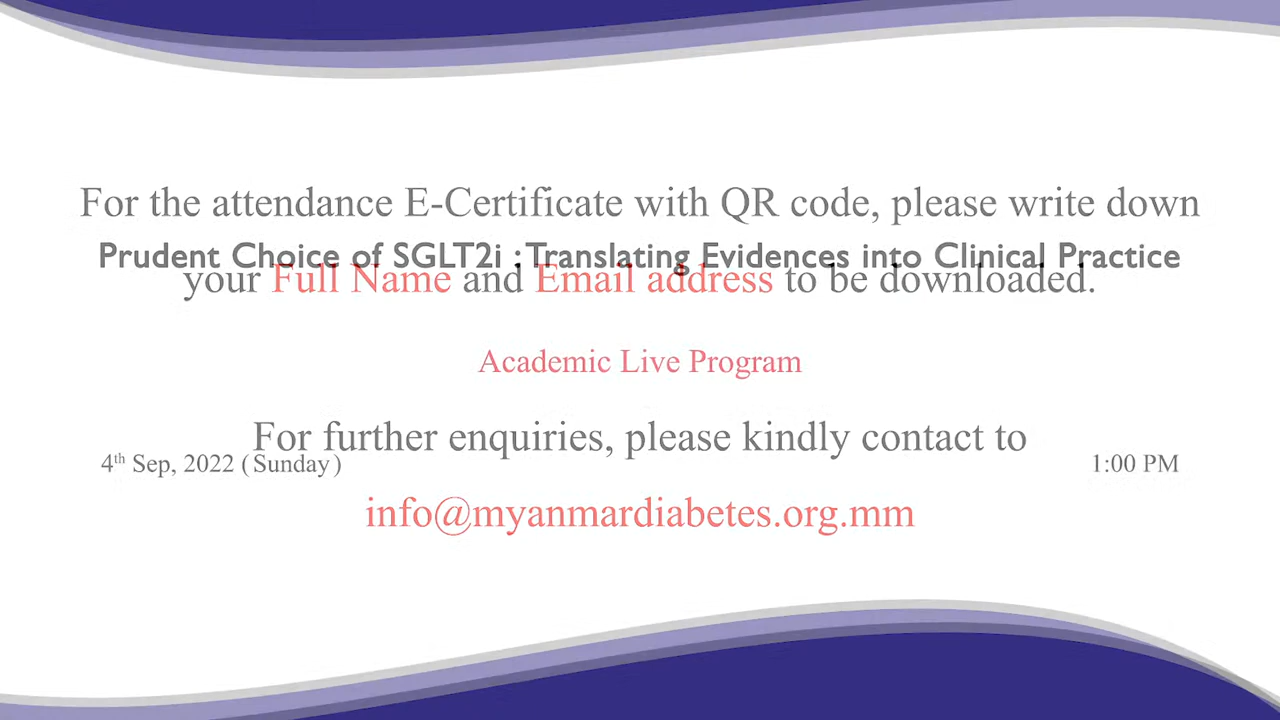 For the attendance E-Certificate with QR code, please write down
Prudent Choice of SGLT2i : Translating Evidences into Clinical Practice
your Full Name and Email address to be downloaded.
Academic Live Program
For further enquiries, please kindly contact to
4th Sep, 2022 (Sunday) 1:00 PM
info@myanmardiabetes.org.mm